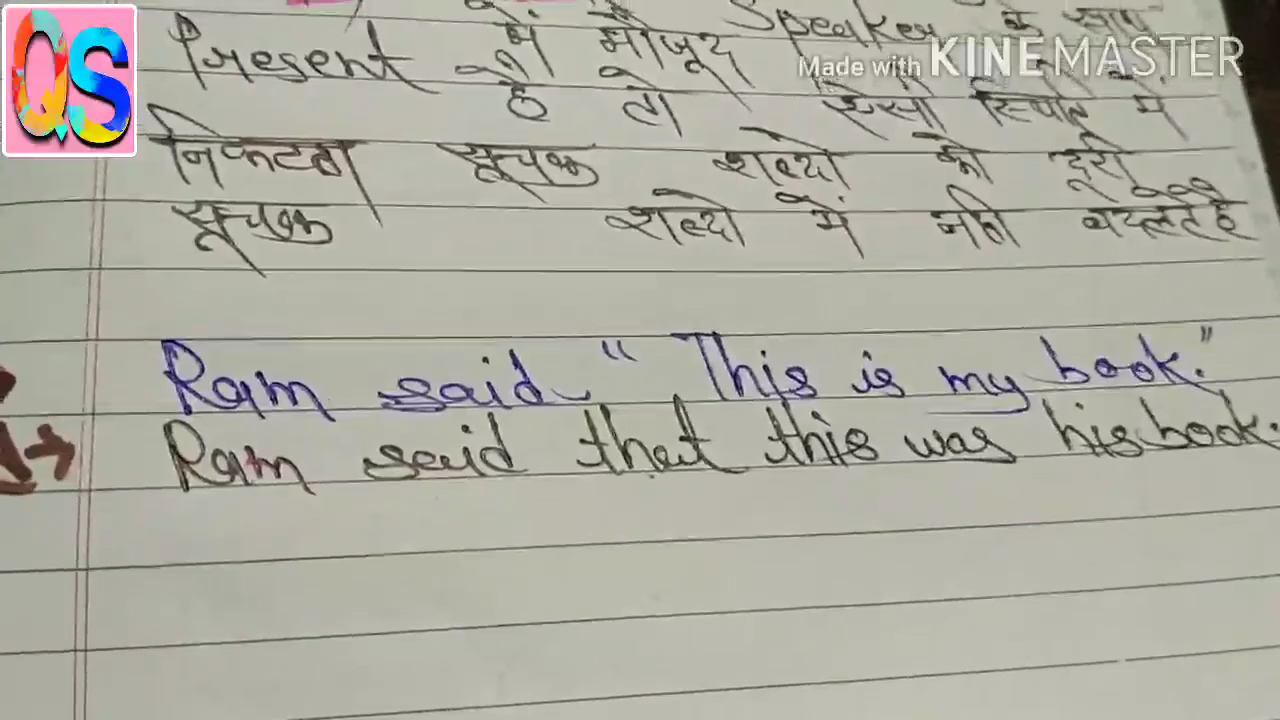 QS
Speaker के साथ
Made with KINEMASTER
Present में मौजूद
है तो ऐसी स्थिति में
निकटता सूचक शब्दो को दूरी
सूचक शब्दो में नही बदलते है
Ram said, "This is my book."
Ram said that this was his book.